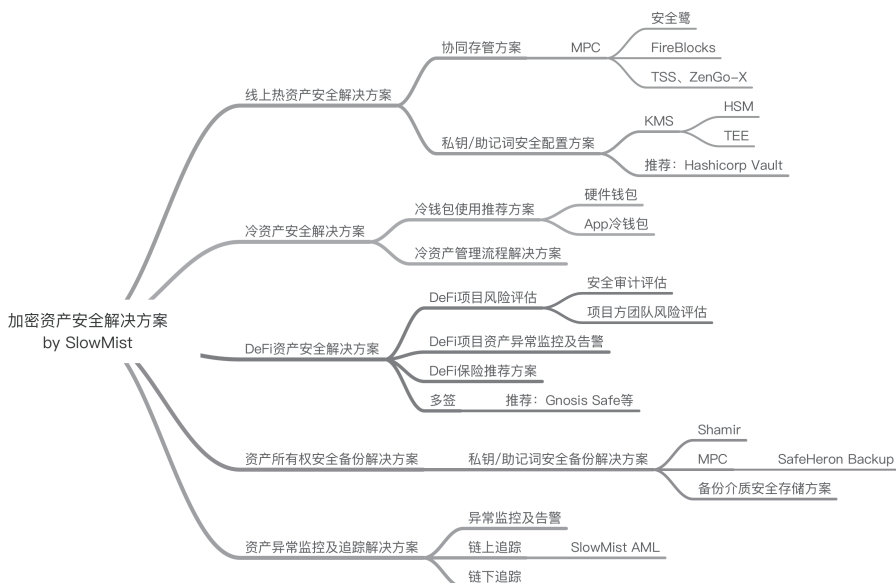 加密资产安全解决方案
by SlowMist
线上热资产安全解决方案
协同存管方案
MPC
安全鹭
FireBlocks
TSS、ZenGo-X
私钥/助记词安全配置方案
KMS
HSM
TEE
推荐：Hashicorp Vault
冷资产安全解决方案
冷钱包使用推荐方案
硬件钱包
App冷钱包
冷资产管理流程解决方案
DeFi资产安全解决方案
DeFi项目风险评估
安全审计评估
项目方团队风险评估
DeFi项目资产异常监控及告警
DeFi保险推荐方案
多签
推荐：Gnosis Safe等
资产所有权安全备份解决方案
私钥/助记词安全备份解决方案
Shamir
MPC
SafeHeron Backup
备份介质安全存储方案
资产异常监控及追踪解决方案
异常监控及告警
链上追踪
SlowMist AML
链下追踪